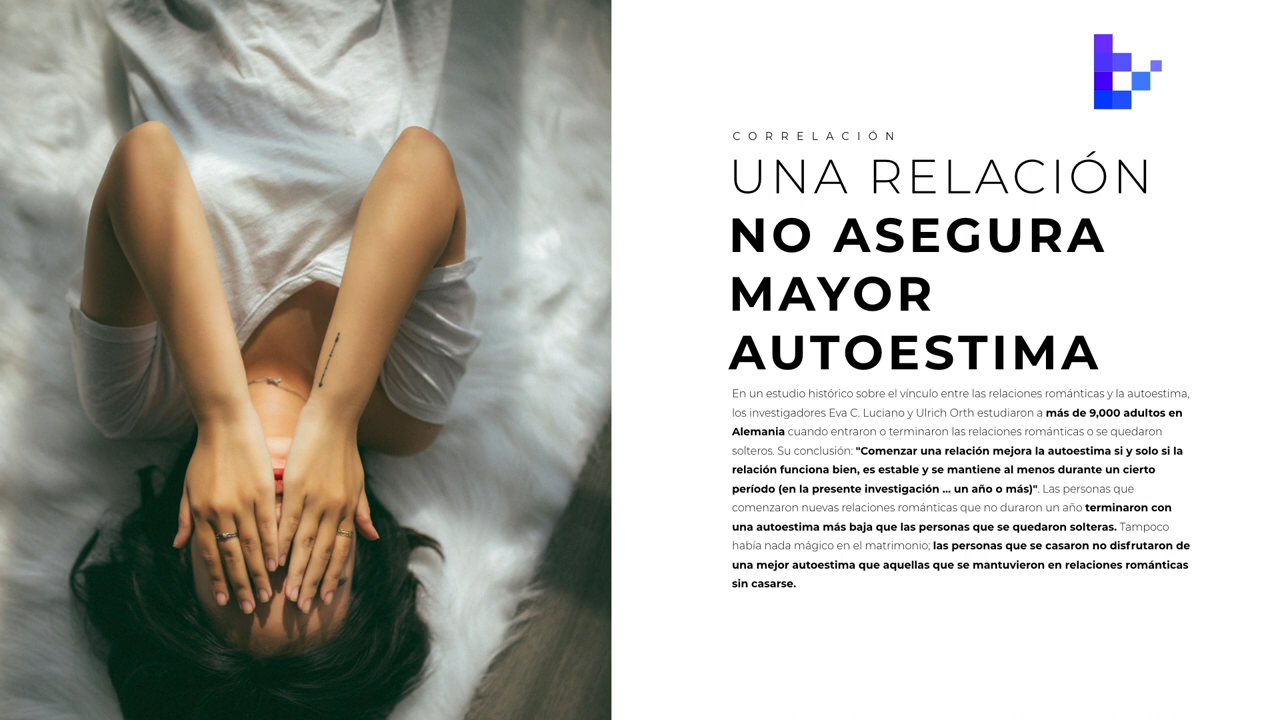 CORRELACIÓN
UNA RELACIÓN
NO ASEGURA
MAYOR
AUTOESTIMA
En un estudio histórico sobre el vínculo entre las relaciones románticas y la autoestima,
los investigadores Eva C. Luciano y Ulrich Orth estudiaron a más de 9,000 adultos en
Alemania cuando entraron o terminaron las relaciones románticas o se quedaron
solteros. Su conclusión: "Comenzar una relación mejora la autoestima si y solo si la
relación funciona bien, es estable y se mantiene al menos durante un cierto
período (en la presente investigación ... un año o más)". Las personas que
comenzaron nuevas relaciones románticas que no duraron un año terminaron con
una autoestima más baja que las personas que se quedaron solteras. Tampoco
había nada mágico en el matrimonio; las personas que se casaron no disfrutaron de
una mejor autoestima que aquellas que se mantuvieron en relaciones románticas
sin casarse.